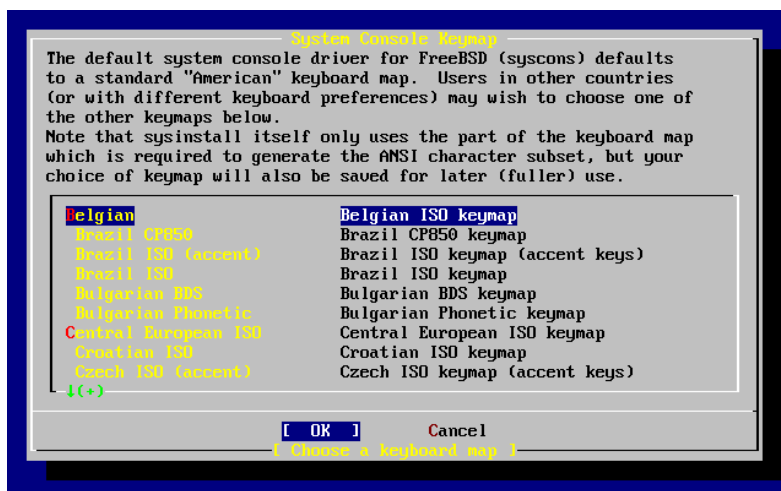 System Console Keymap
The default system console driver for FreeBSD (syscons) defaults
to a standard "American" keyboard map.  Users in other countries
(or with different keyboard preferences) may wish to choose one of
the other keymaps below.
Note that sysinstall itself only uses the part of the keyboard map
which is required to generate the ANSI character subset, but your
choice of keymap will also be saved for later (fuller) use.
Belgian Belgian ISO keymap
Brazil CP850 Brazil CP850 keymap
Brazil ISO (accent) Brazil ISO keymap (accent keys)
Brazil ISO Brazil ISO keymap
Bulgarian BDS Bulgarian BDS keymap
Bulgarian Phonetic Bulgarian Phonetic keymap
Central European ISO Central European ISO keymap
Croatian ISO Croatian ISO keymap
Czech ISO (accent) Czech ISO keymap (accent keys)
↓(+)
[ OK ] Cancel
[ Choose a keyboard map ]